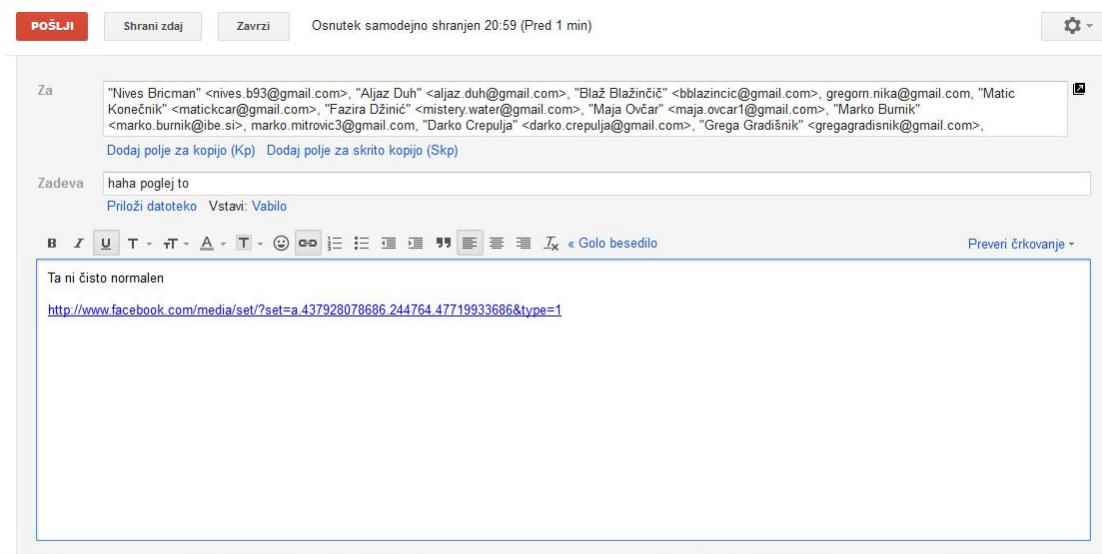 POŠLJI Shrani zdaj Zavrzi Osnutek samodejno shranjen 20:59 (Pred 1 min)
Za "Nives Bricman" <nives.b93@gmail.com>, "Aljaz Duh" <aljaz.duh@gmail.com>, "Blaž Blažinčič" <bblazincic@gmail.com>, gregorn.nika@gmail.com, "Matic
Konečnik" <matickcar@gmail.com>, "Fazira Džinić" <mistery.water@gmail.com>, "Maja Ovčar" <maja.ovcar1@gmail.com>, "Marko Burnik"
<marko.burnik@ibe.si>, marko.mitrovic3@gmail.com, "Darko Crepulja" <darko.crepulja@gmail.com>, "Grega Gradišnik" <gregagradisnik@gmail.com>,
Dodaj polje za kopijo (Kp) Dodaj polje za skrito kopijo (Skp)
Zadeva haha poglej to
Priloži datoteko Vstavi: Vabilo
B I U T тT A T Tx « Golo besedilo Preveri črkovanje
Ta ni čisto normalen
http://www.facebook.com/media/set/?set=a.437928078686.244764.47719933686&type=1